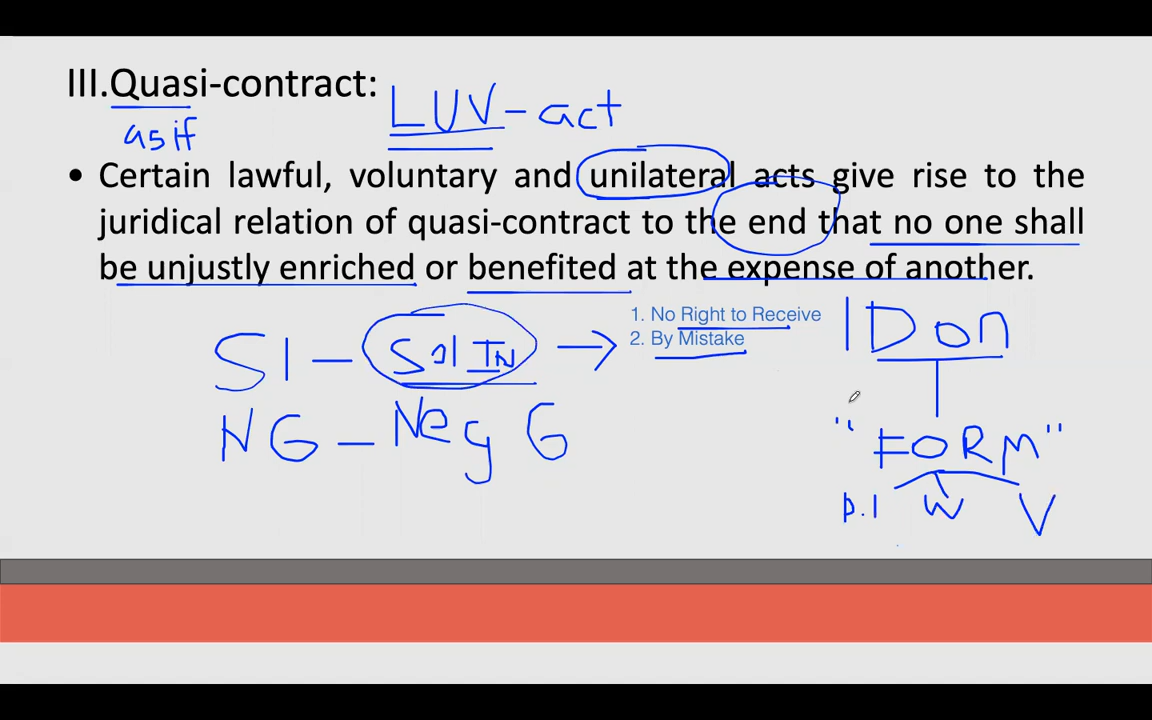 III.Quasi-contract:
LUV - act
as if
• Certain lawful, voluntary and unilateral acts give rise to the
juridical relation of quasi-contract to the end that no one shall
be unjustly enriched or benefited at the expense of another.
1. No Right to Receive
2. By Mistake
SI - Sol IN →
Don
NG - Neg G
"FORM"
P.I W V